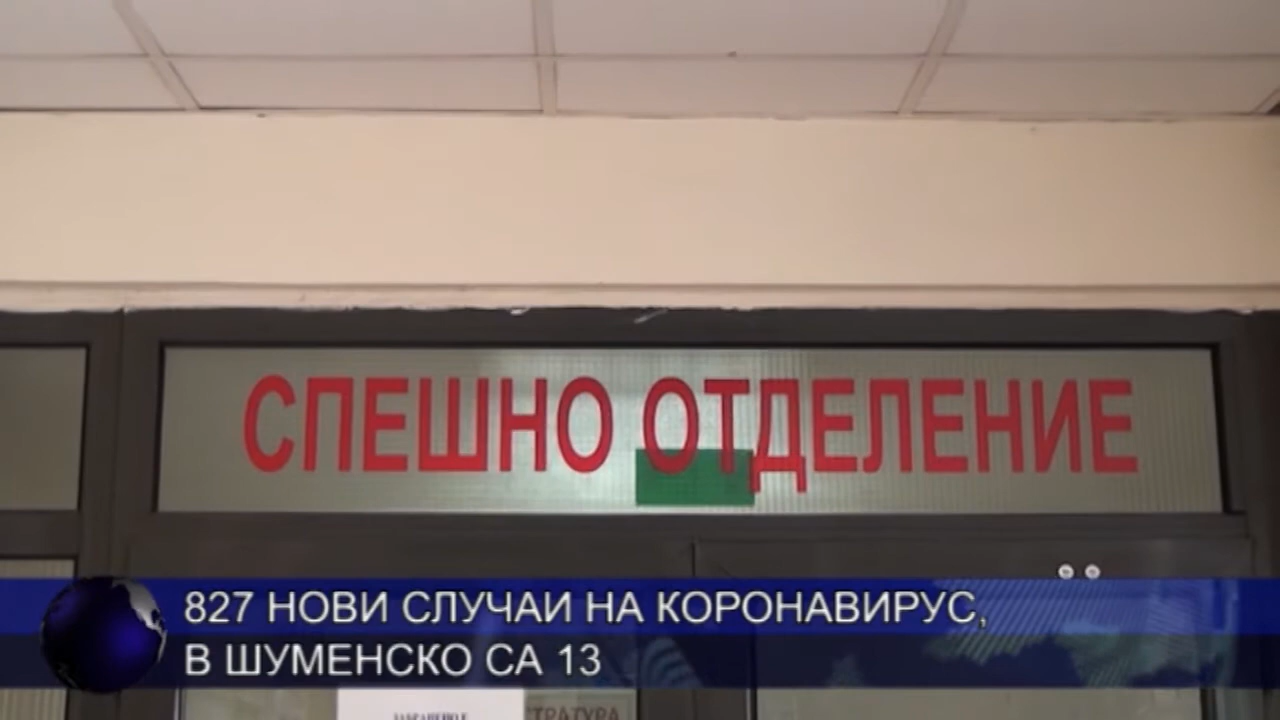 СПЕШНО ОТДЕЛЕНИЕ
827 НОВИ СЛУЧАИ НА КОРОНАВИРУС,
В ШУМЕНСКО СА 13